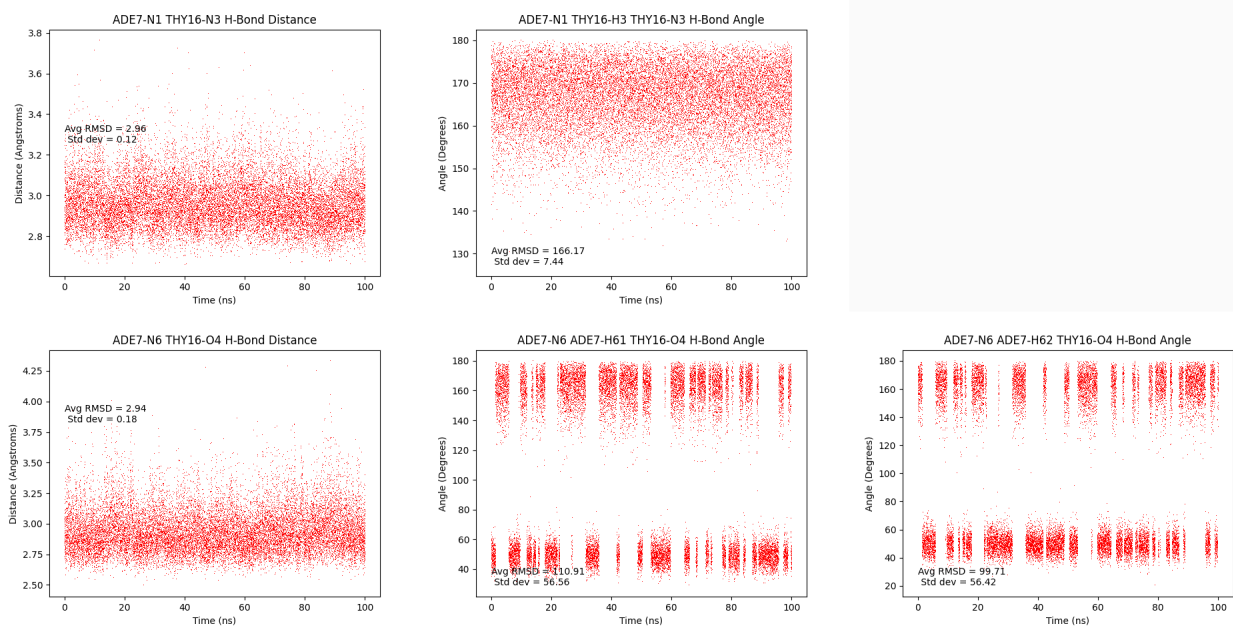 ADE7-N1 THY16-N3 H-Bond Distance
3.8
3.6
3.4
3.2
3.0
2.8
Distance (Angstroms)
Avg RMSD = 2.96
Std dev = 0.12
0 20 40 60 80 100
Time (ns)
ADE7-N1 THY16-H3 THY16-N3 H-Bond Angle
180
170
160
150
140
130
Angle (Degrees)
Avg RMSD = 166.17
Std dev = 7.44
0 20 40 60 80 100
Time (ns)
ADE7-N6 THY16-O4 H-Bond Distance
4.25
4.00
3.75
3.50
3.25
3.00
2.75
2.50
Distance (Angstroms)
Avg RMSD = 2.94
Std dev = 0.18
0 20 40 60 80 100
Time (ns)
ADE7-N6 ADE7-H61 THY16-O4 H-Bond Angle
180
160
140
120
100
80
60
40
Angle (Degrees)
Avg RMSD = 110.91
Std dev = 56.56
0 20 40 60 80 100
Time (ns)
ADE7-N6 ADE7-H62 THY16-O4 H-Bond Angle
180
160
140
120
100
80
60
40
20
Angle (Degrees)
Avg RMSD = 99.71
Std dev = 56.42
0 20 40 60 80 100
Time (ns)